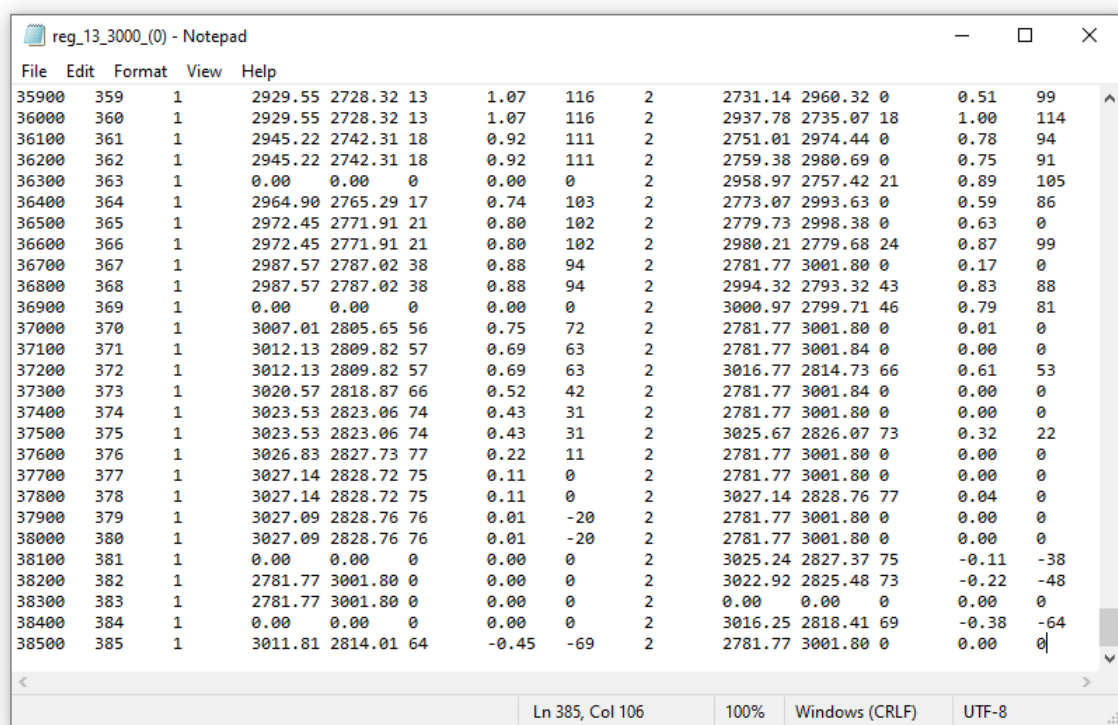 reg_13_3000_(0) - Notepad
File Edit Format View Help
35900 359 1 2929.55 2728.32 13 1.07 116 2 2731.14 2960.32 0 0.51 99
36000 360 1 2929.55 2728.32 13 1.07 116 2 2937.78 2735.07 18 1.00 114
36100 361 1 2945.22 2742.31 18 0.92 111 2 2751.01 2974.44 0 0.78 94
36200 362 1 2945.22 2742.31 18 0.92 111 2 2759.38 2980.69 0 0.75 91
36300 363 1 0.00 0.00 0 0.00 0 2 2958.97 2757.42 21 0.89 105
36400 364 1 2964.90 2765.29 17 0.74 103 2 2773.07 2993.63 0 0.59 86
36500 365 1 2972.45 2771.91 21 0.80 102 2 2779.73 2998.38 0 0.63 0
36600 366 1 2972.45 2771.91 21 0.80 102 2 2980.21 2779.68 24 0.87 99
36700 367 1 2987.57 2787.02 38 0.88 94 2 2781.77 3001.80 0 0.17 0
36800 368 1 2987.57 2787.02 38 0.88 94 2 2994.32 2793.32 43 0.83 88
36900 369 1 0.00 0.00 0 0.00 0 2 3000.97 2799.71 46 0.79 81
37000 370 1 3007.01 2805.65 56 0.75 72 2 2781.77 3001.80 0 0.01 0
37100 371 1 3012.13 2809.82 57 0.69 63 2 2781.77 3001.84 0 0.00 0
37200 372 1 3012.13 2809.82 57 0.69 63 2 3016.77 2814.73 66 0.61 53
37300 373 1 3020.57 2818.87 66 0.52 42 2 2781.77 3001.84 0 0.00 0
37400 374 1 3023.53 2823.06 74 0.43 31 2 2781.77 3001.80 0 0.00 0
37500 375 1 3023.53 2823.06 74 0.43 31 2 3025.67 2826.07 73 0.32 22
37600 376 1 3026.83 2827.73 77 0.22 11 2 2781.77 3001.80 0 0.00 0
37700 377 1 3027.14 2828.72 75 0.11 0 2 2781.77 3001.80 0 0.00 0
37800 378 1 3027.14 2828.72 75 0.11 0 2 3027.14 2828.76 77 0.04 0
37900 379 1 3027.09 2828.76 76 0.01 -20 2 2781.77 3001.80 0 0.00 0
38000 380 1 3027.09 2828.76 76 0.01 -20 2 2781.77 3001.80 0 0.00 0
38100 381 1 0.00 0.00 0 0.00 0 2 3025.24 2827.37 75 -0.11 -38
38200 382 1 2781.77 3001.80 0 0.00 0 2 3022.92 2825.48 73 -0.22 -48
38300 383 1 2781.77 3001.80 0 0.00 0 2 0.00 0.00 0 0.00 0
38400 384 1 0.00 0.00 0 0.00 0 2 3016.25 2818.41 69 -0.38 -64
38500 385 1 3011.81 2814.01 64 -0.45 -69 2 2781.77 3001.80 0 0.00 0
Ln 385, Col 106 100% Windows (CRLF) UTF-8